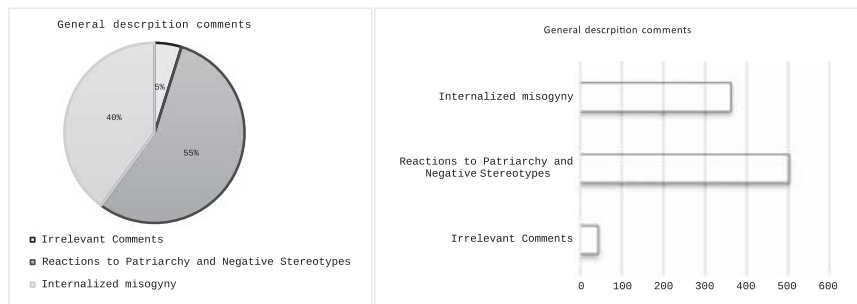 General descrpition comments
5%
40%
55%
Irrelevant Comments
Reactions to Patriarchy and Negative Stereotypes
Internalized misogyny
General descrpition comments
Internalized misogyny
Reactions to Patriarchy and
Negative Stereotypes
Irrelevant Comments
0 100 200 300 400 500 600